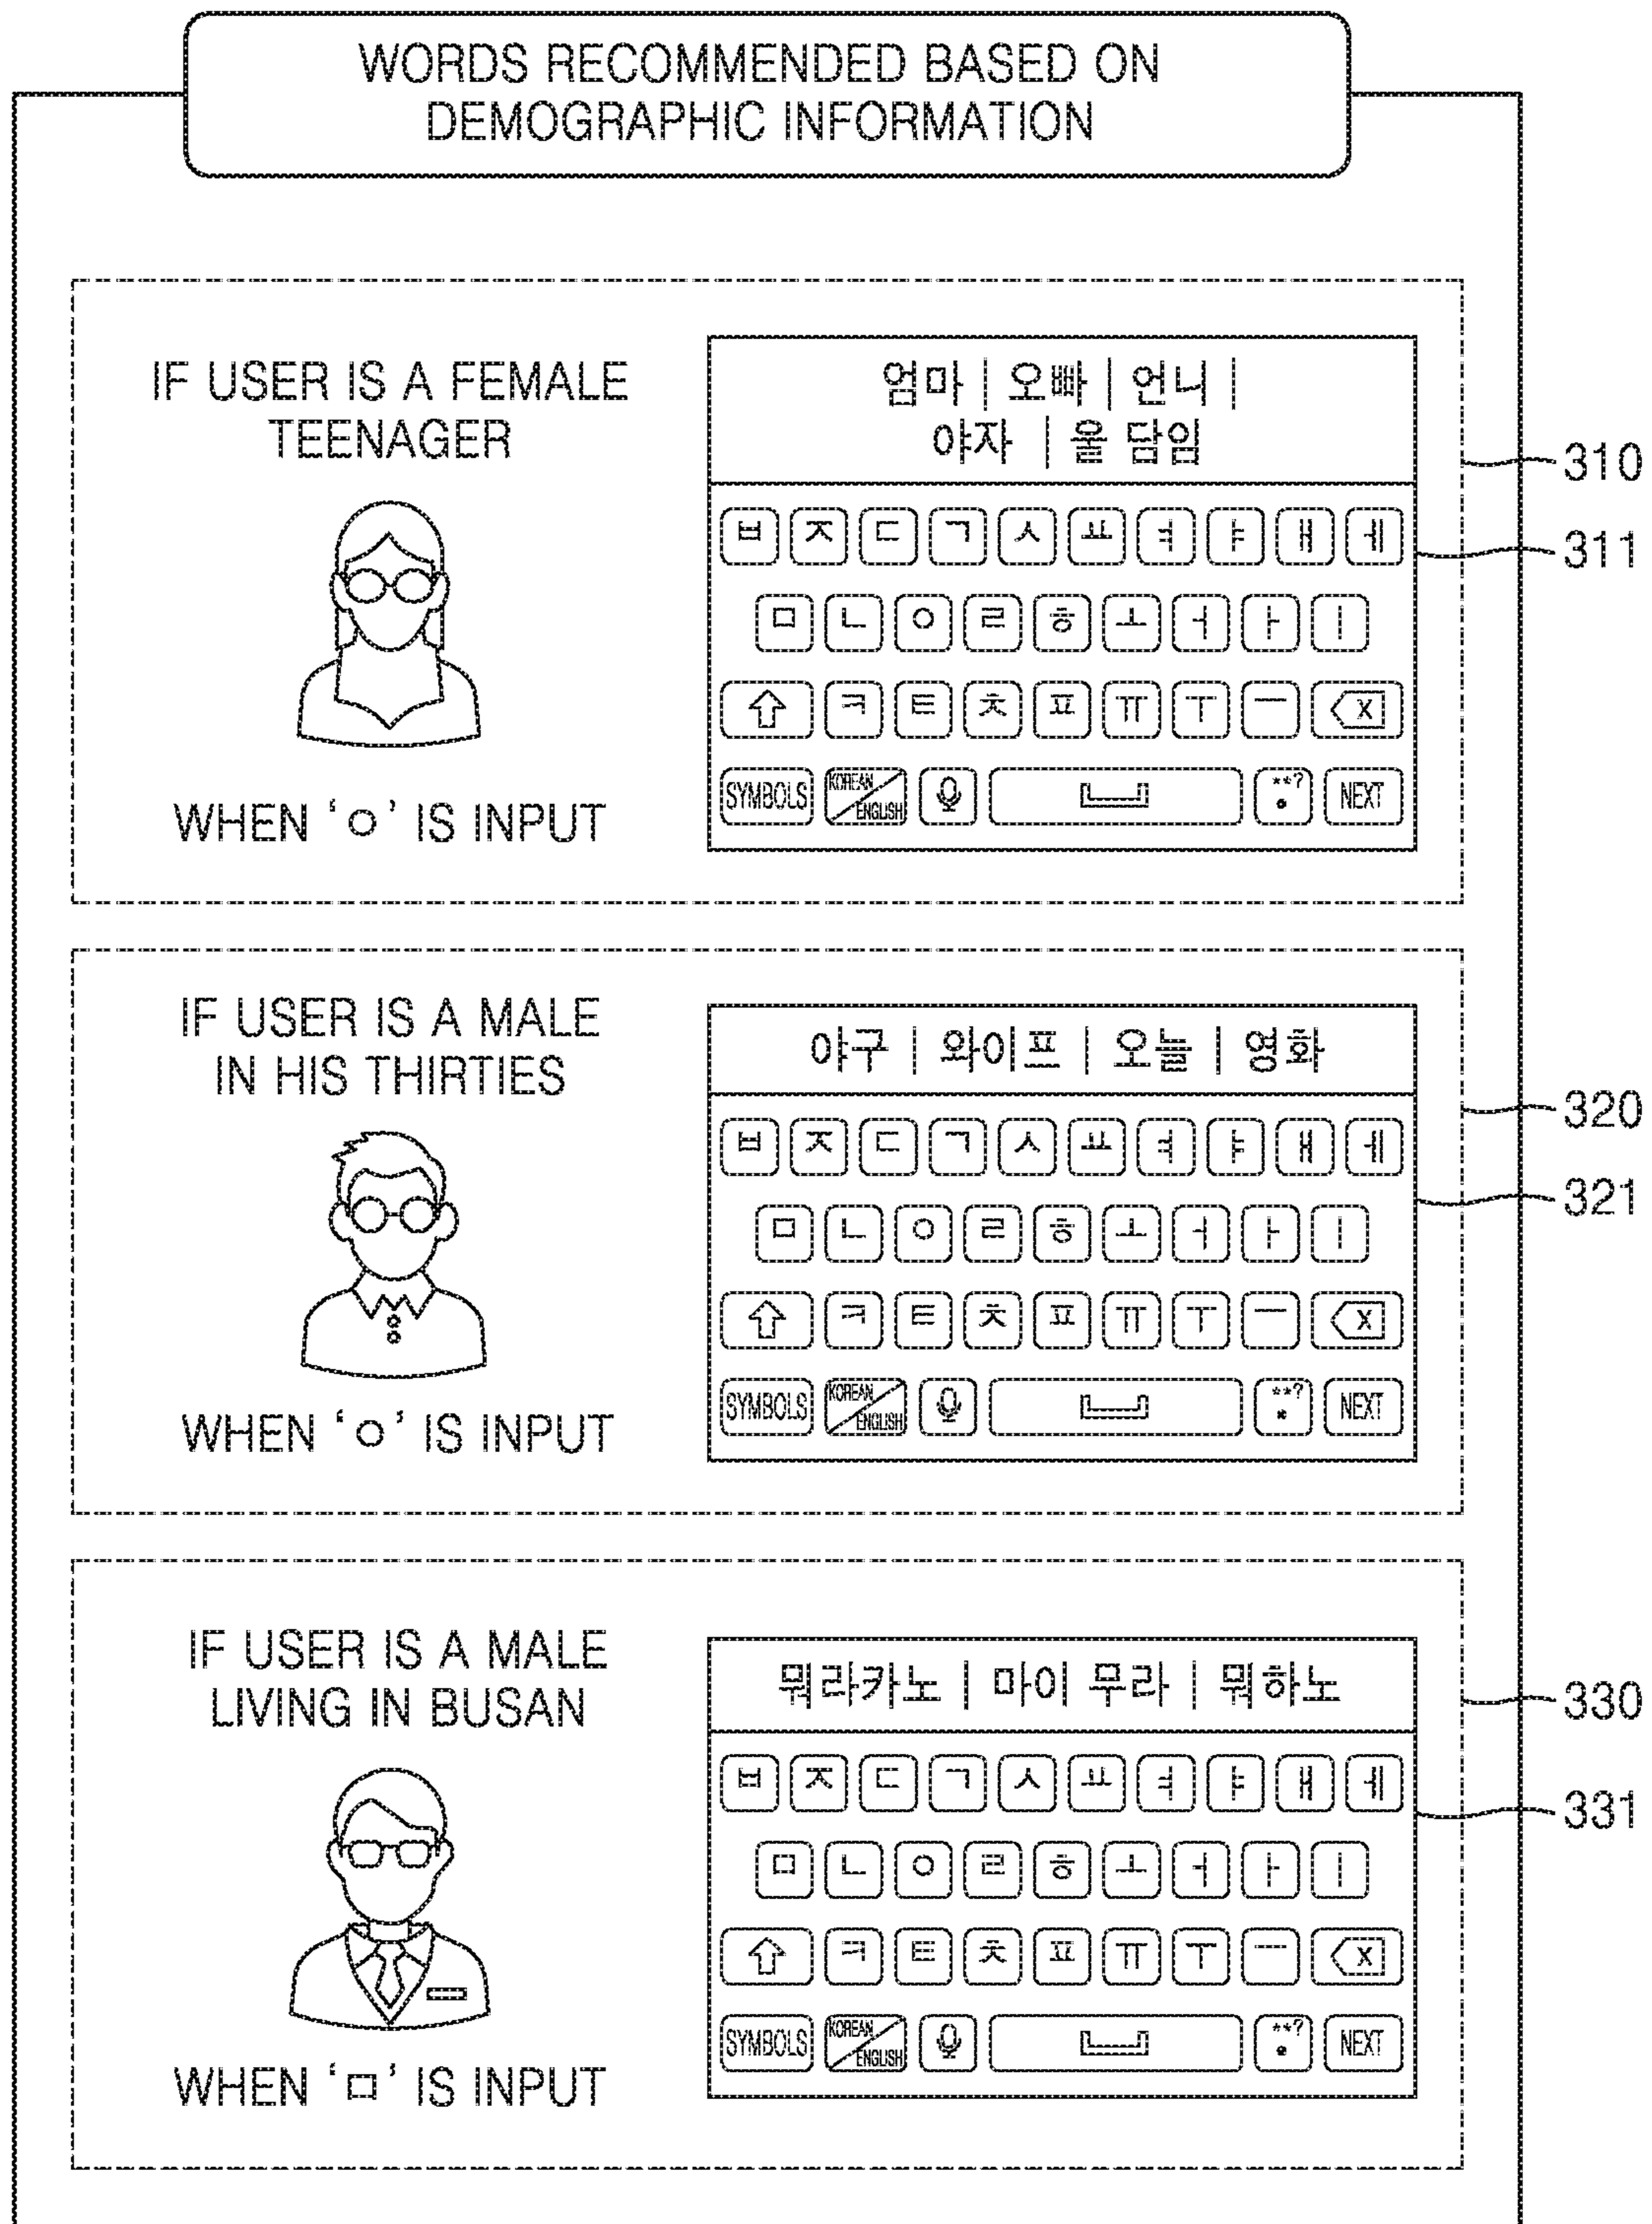 WORDS RECOMMENDED BASED ON
DEMOGRAPHIC INFORMATION
IF USER IS A FEMALE
TEENAGER
WHEN 'ㅇ' IS INPUT
엄마 | 오빠 | 언니 |
야자 | 울 담임
ㅂ ㅈ ㄷ ㄱ ㅅ ㅛ ㅕ ㅑ ㅐ ㅔ
ㅁ ㄴ ㅇ ㄹ ㅎ ㅗ ㅓ ㅏ ㅣ
ㅋ ㅌ ㅊ ㅍ ㅠ ㅜ ㅡ X
SYMBOLS KOREAN ENGLISH **? NEXT
310
311
IF USER IS A MALE
IN HIS THIRTIES
WHEN 'ㅇ' IS INPUT
야구 | 와이프 | 오늘 | 영화
ㅂ ㅈ ㄷ ㄱ ㅅ ㅛ ㅕ ㅑ ㅐ ㅔ
ㅁ ㄴ ㅇ ㄹ ㅎ ㅗ ㅓ ㅏ ㅣ
ㅋ ㅌ ㅊ ㅍ ㅠ ㅜ ㅡ X
SYMBOLS KOREAN ENGLISH **? NEXT
320
321
IF USER IS A MALE
LIVING IN BUSAN
WHEN 'ㅁ' IS INPUT
뭐라카노 | 마이 무라 | 뭐하노
ㅂ ㅈ ㄷ ㄱ ㅅ ㅛ ㅕ ㅑ ㅐ ㅔ
ㅁ ㄴ ㅇ ㄹ ㅎ ㅗ ㅓ ㅏ ㅣ
ㅋ ㅌ ㅊ ㅍ ㅠ ㅜ ㅡ X
SYMBOLS KOREAN ENGLISH **? NEXT
330
331